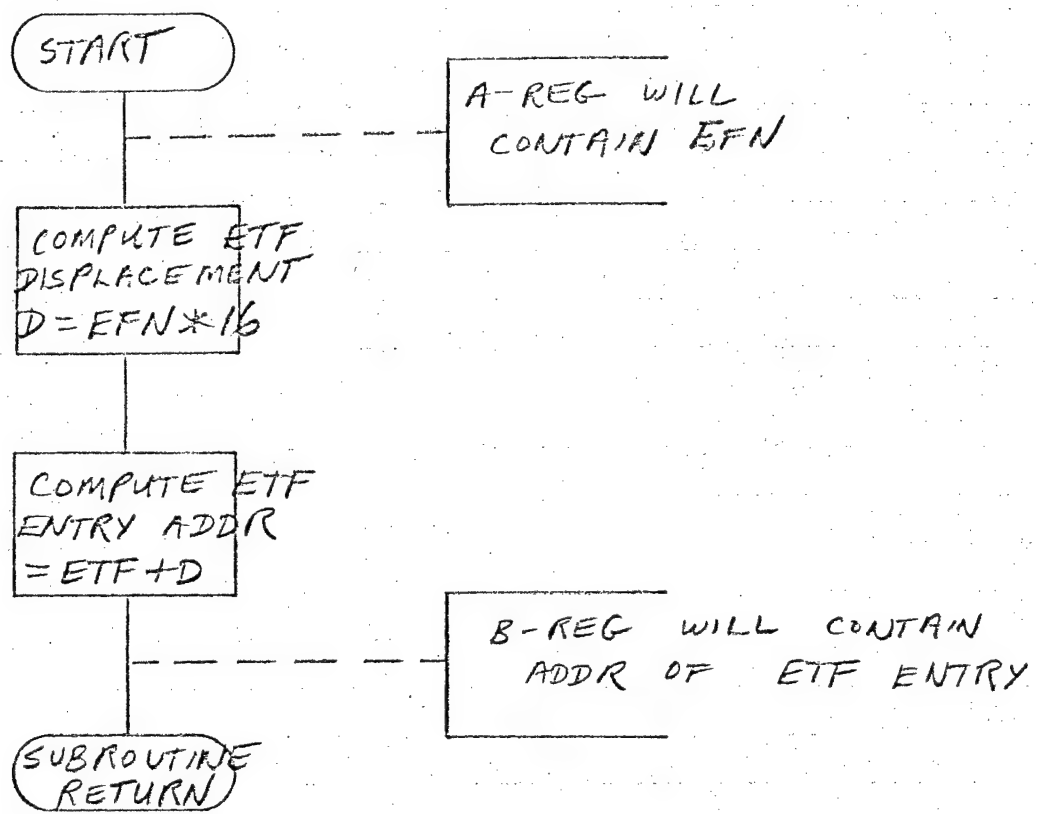 START
A-REG WILL
CONTAIN EFN
COMPUTE ETF
DISPLACEMENT
D=EFN*16
COMPUTE ETF
ENTRY ADDR
=ETF+D
B-REG WILL CONTAIN
ADDR OF ETF ENTRY
SUBROUTINE
RETURN